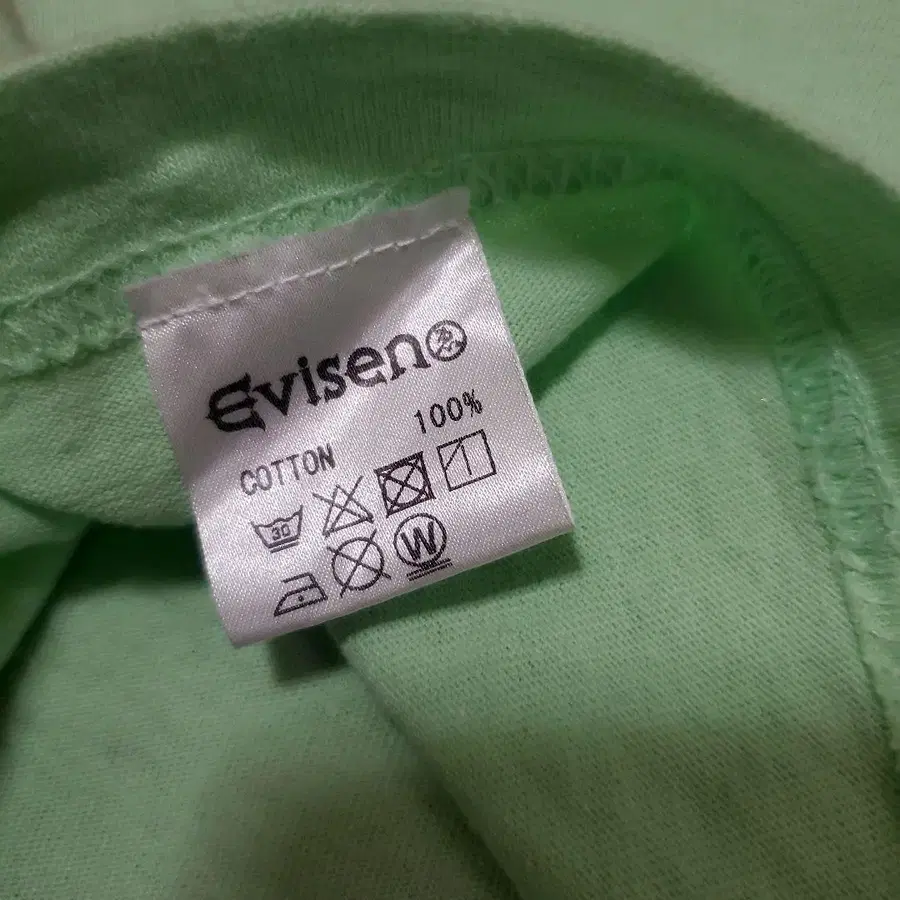 Evisen
COTTON 100%
30
W